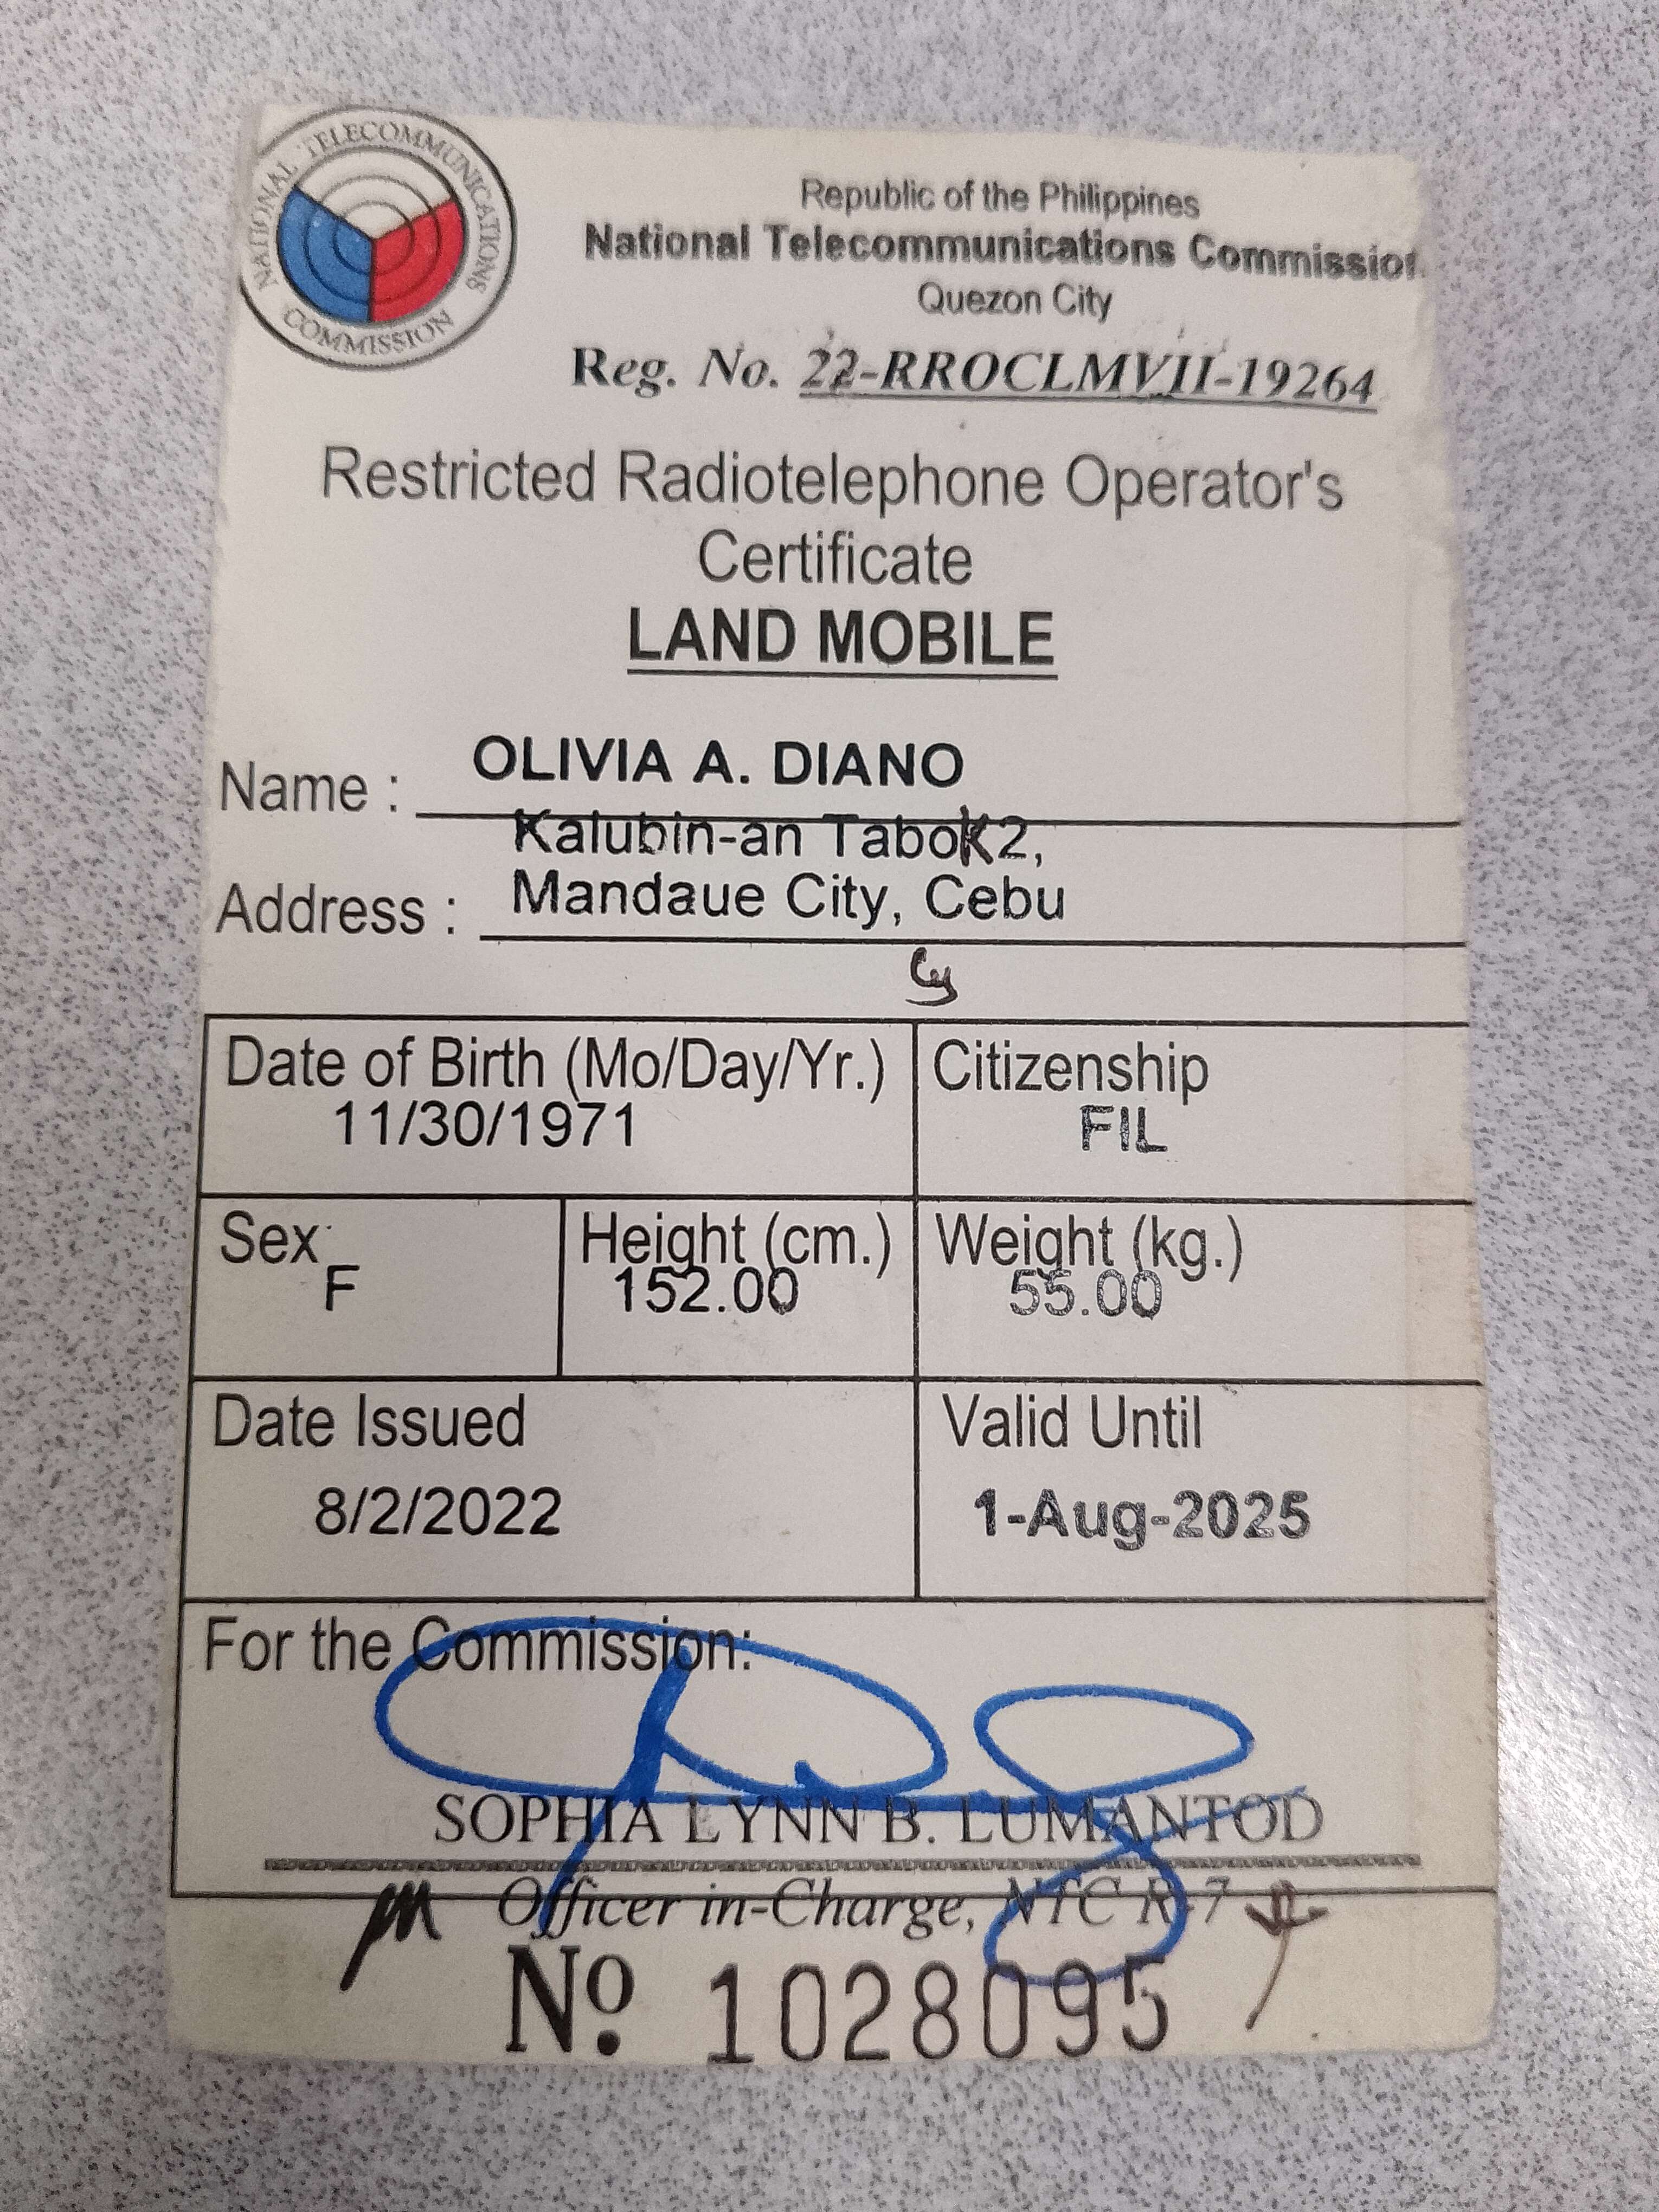 NATIONAL TELECOMMUNICATIONS COMMISSION
Republic of the Philippines
National Telecommunications Commission
Quezon City
Reg. No. 22-RROCLMVII-19264
Restricted Radiotelephone Operator's
Certificate
LAND MOBILE
Name : OLIVIA A. DIANO
Kalubin-an Tabok2,
Address : Mandaue City, Cebu
Date of Birth (Mo/Day/Yr.) Citizenship
11/30/1971 FIL
Sex Height (cm.) Weight (kg.)
F 152.00 55.00
Date Issued Valid Until
8/2/2022 1-Aug-2025
For the Commission:
SOPHIA LYNN B. LUMANTOD
Officer in-Charge, NTC R-7
No. 1028095